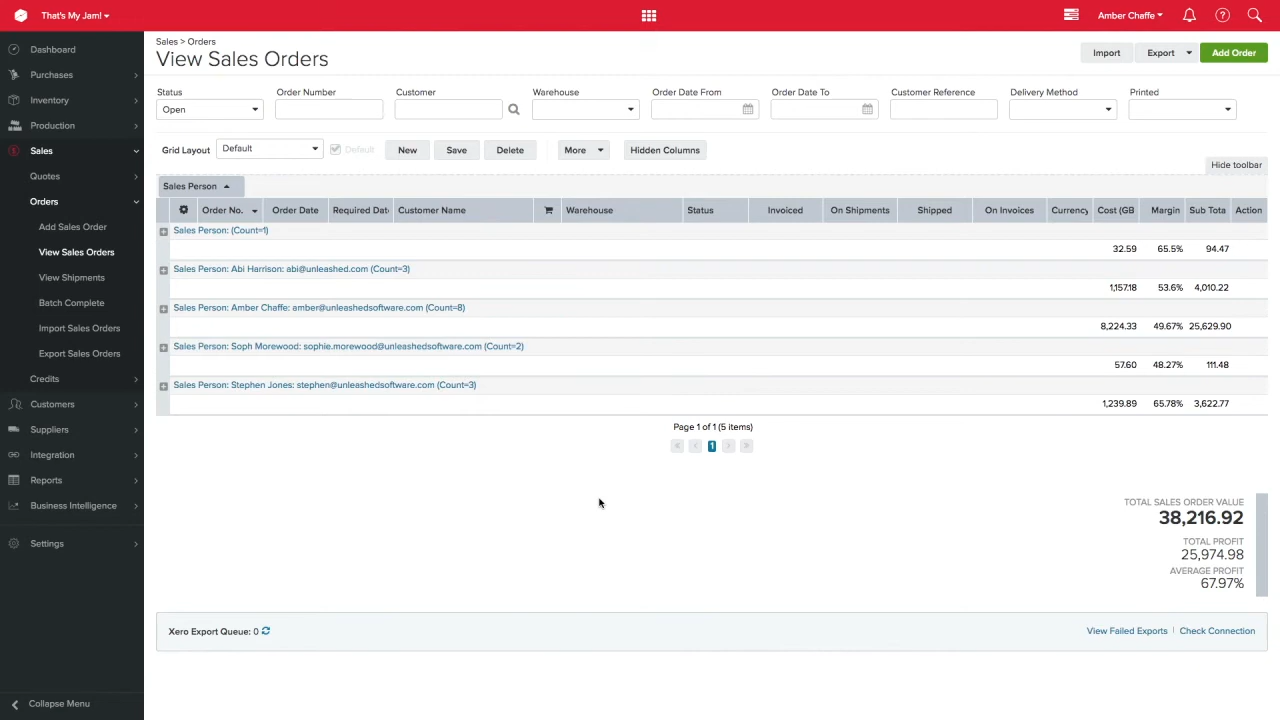 That's My Jam!
Amber Chaffe
Dashboard
Purchases
Inventory
Production
Sales
Quotes
Orders
Add Sales Order
View Sales Orders
View Shipments
Batch Complete
Import Sales Orders
Export Sales Orders
Credits
Customers
Suppliers
Integration
Reports
Business Intelligence
Settings
Collapse Menu
Sales > Orders
View Sales Orders
Import Export Add Order
Status Order Number Customer Warehouse Order Date From Order Date To Customer Reference Delivery Method Printed
Open
Grid Layout Default Default New Save Delete More Hidden Columns
Hide toolbar
Sales Person
Order No. Order Date Required Dat Customer Name Warehouse Status Invoiced On Shipments Shipped On Invoices Currency Cost (GB Margin Sub Tota Action
Sales Person: (Count=1)
32.59 65.5% 94.47
Sales Person: Abi Harrison: abi@unleashed.com (Count=3)
1,157.18 53.6% 4,010.22
Sales Person: Amber Chaffe: amber@unleashedsoftware.com (Count=8)
8,224.33 49.67% 25,629.90
Sales Person: Soph Morewood: sophie.morewood@unleashedsoftware.com (Count=2)
57.60 48.27% 111.48
Sales Person: Stephen Jones: stephen@unleashedsoftware.com (Count=3)
1,239.89 65.78% 3,622.77
Page 1 of 1 (5 items)
« < 1 > »
TOTAL SALES ORDER VALUE
38,216.92
TOTAL PROFIT
25,974.98
AVERAGE PROFIT
67.97%
Xero Export Queue: 0 View Failed Exports | Check Connection